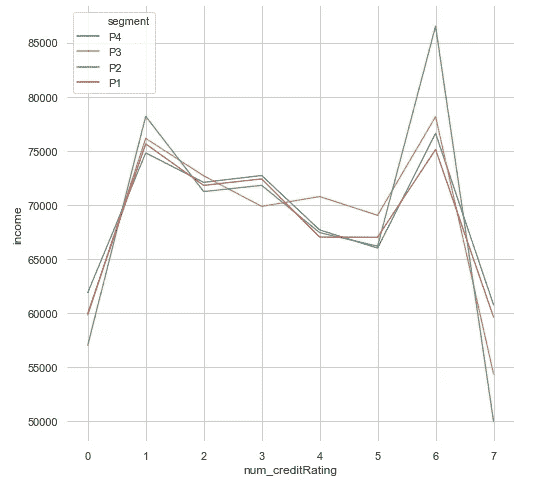 segment
P4
P3
P2
P1
85000
80000
75000
70000
65000
60000
55000
50000
income
0 1 2 3 4 5 6 7
num_creditRating